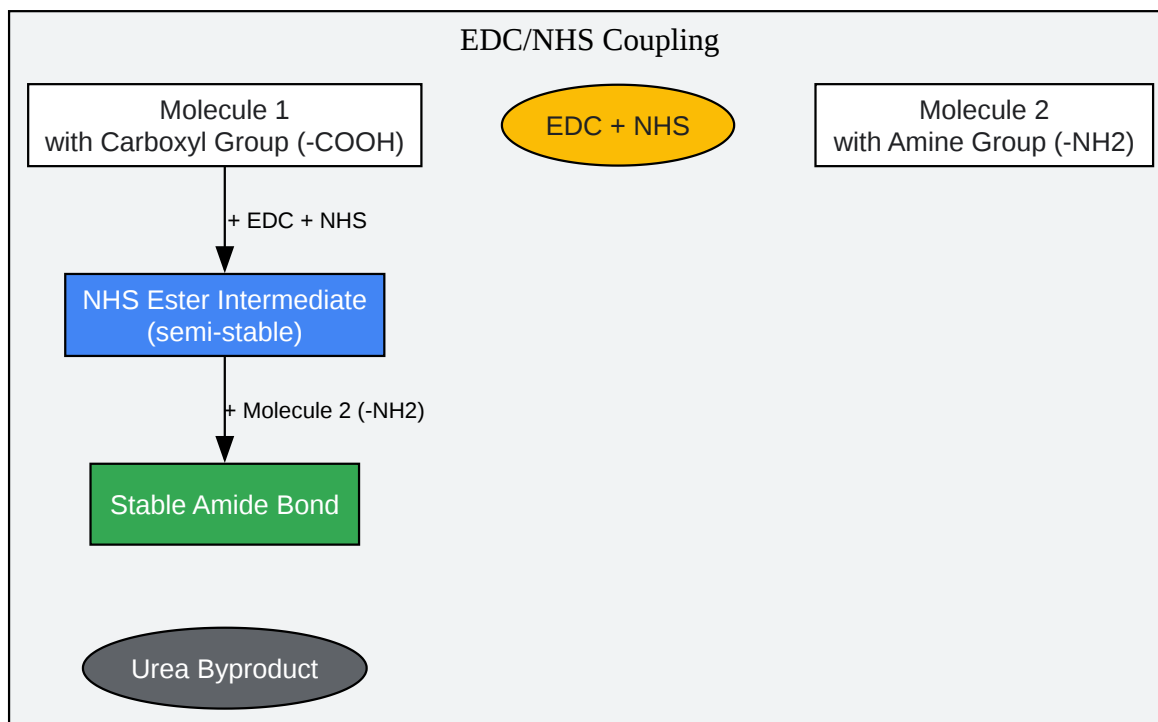 EDC/NHS Coupling
Molecule 1
with Carboxyl Group (-COOH)
EDC + NHS
Molecule 2
with Amine Group (-NH2)
+ EDC + NHS
NHS Ester Intermediate
(semi-stable)
+ Molecule 2 (-NH2)
Stable Amide Bond
Urea Byproduct